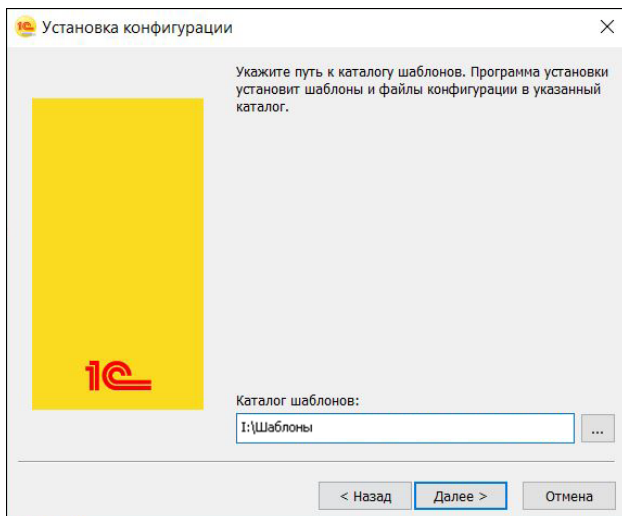 1С Установка конфигурации
Укажите путь к каталогу шаблонов. Программа установки
установит шаблоны и файлы конфигурации в указанный
каталог.
1С
Каталог шаблонов:
I:\Шаблоны
...
< Назад
Далее >
Отмена